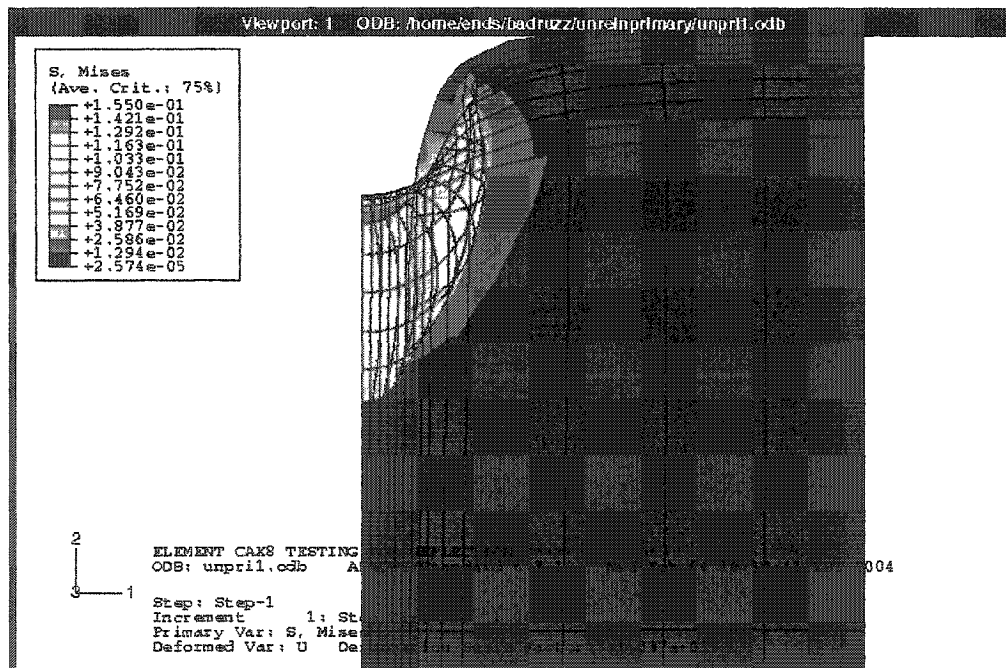 Viewport: 1 ODB: /home/ends/badruzz/unreinprimary/unpri1.odb
S, Mises
(Ave. Crit.: 75%)
+1.550e-01
+1.421e-01
+1.292e-01
+1.163e-01
+1.033e-01
+9.043e-02
+7.752e-02
+6.460e-02
+5.169e-02
+3.877e-02
+2.586e-02
+1.294e-02
+2.574e-05
2
3
1
ELEMENT CAX8 TESTING
ODB: unpri1.odb
Step: Step-1
Increment 1:
Primary Var: S,
Deformed Var: U